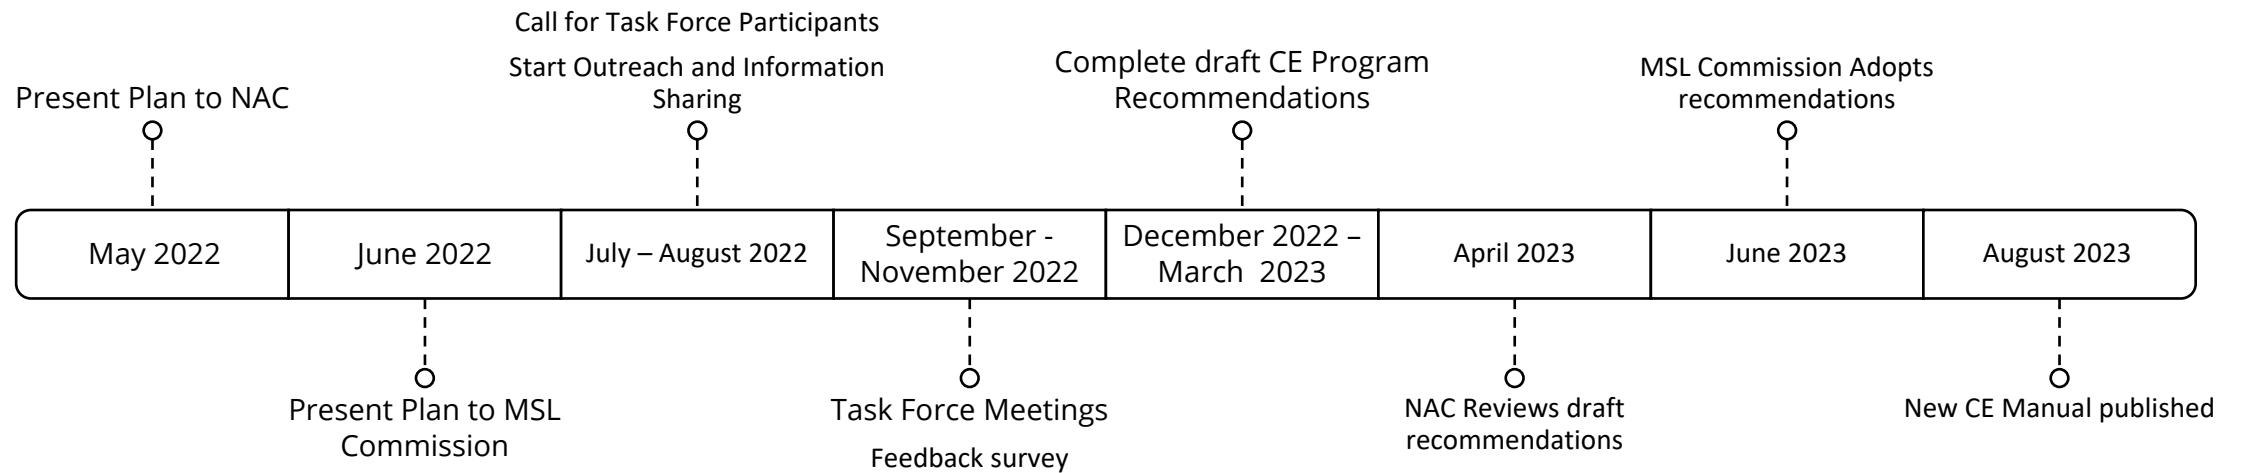 Present Plan to NAC
Call for Task Force Participants
Start Outreach and Information
Sharing
Complete draft CE Program
Recommendations
MSL Commission Adopts
recommendations
May 2022
June 2022
July – August 2022
September -
November 2022
December 2022 –
March  2023
April 2023
June 2023
August 2023
Present Plan to MSL
Commission
Task Force Meetings
Feedback survey
NAC Reviews draft
recommendations
New CE Manual published